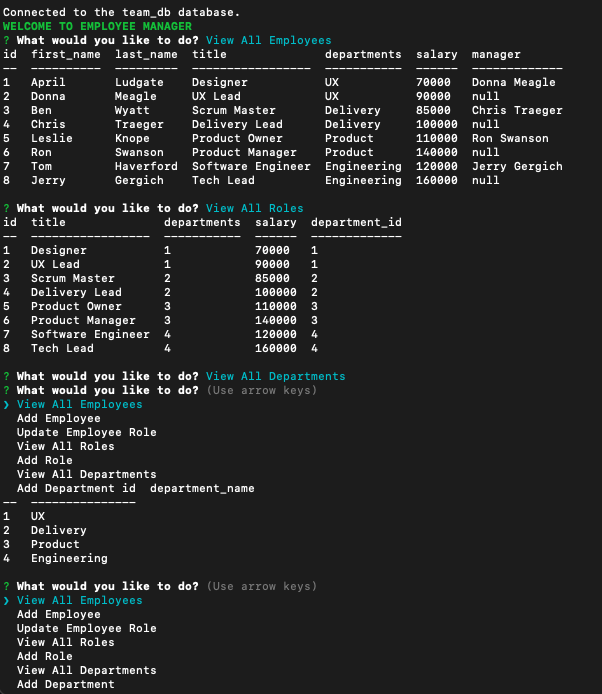 Connected to the team_db database.
WELCOME TO EMPLOYEE MANAGER
? What would you like to do? View All Employees
id  first_name  last_name  title              departments  salary  manager
--  ----------  ---------  -----------------  -----------  ------  -------------
1   April       Ludgate    Designer           UX           70000   Donna Meagle
2   Donna       Meagle     UX Lead            UX           90000   null
3   Ben         Wyatt      Scrum Master       Delivery     85000   Chris Traeger
4   Chris       Traeger    Delivery Lead      Delivery     100000  null
5   Leslie      Knope      Product Owner      Product      110000  Ron Swanson
6   Ron         Swanson    Product Manager    Product      140000  null
7   Tom         Haverford  Software Engineer  Engineering  120000  Jerry Gergich
8   Jerry       Gergich    Tech Lead          Engineering  160000  null
? What would you like to do? View All Roles
id  title              departments  salary  department_id
--  -----------------  -----------  ------  -------------
1   Designer           1            70000   1
2   UX Lead            1            90000   1
3   Scrum Master       2            85000   2
4   Delivery Lead      2            100000  2
5   Product Owner      3            110000  3
6   Product Manager    3            140000  3
7   Software Engineer  4            120000  4
8   Tech Lead          4            160000  4
? What would you like to do? View All Departments
? What would you like to do? (Use arrow keys)
❯ View All Employees
  Add Employee
  Update Employee Role
  View All Roles
  Add Role
  View All Departments
  Add Department id  department_name
--  ---------------
1   UX
2   Delivery
3   Product
4   Engineering
? What would you like to do? (Use arrow keys)
❯ View All Employees
  Add Employee
  Update Employee Role
  View All Roles
  Add Role
  View All Departments
  Add Department